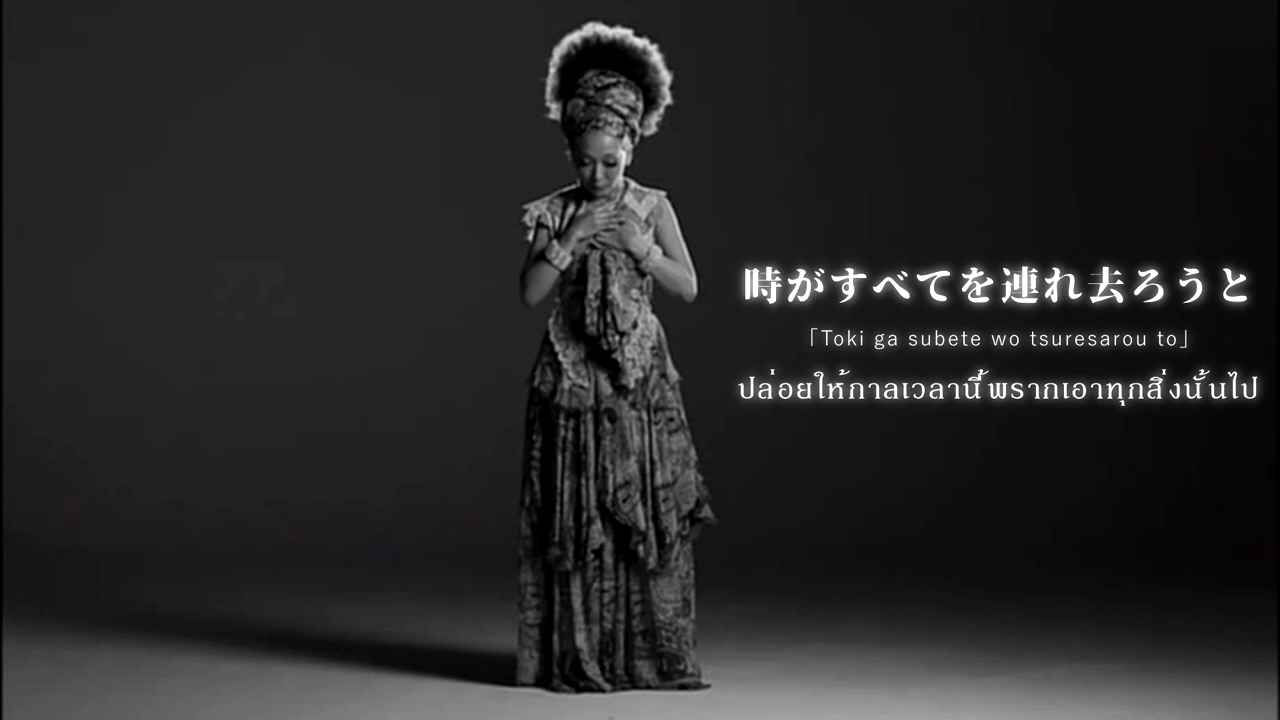 時がすべてを連れ去ろうと
「Toki ga subete wo tsuresarou to」
ปล่อยให้กาลเวลานี้พรากเอาทุกสิ่งนั้นไป